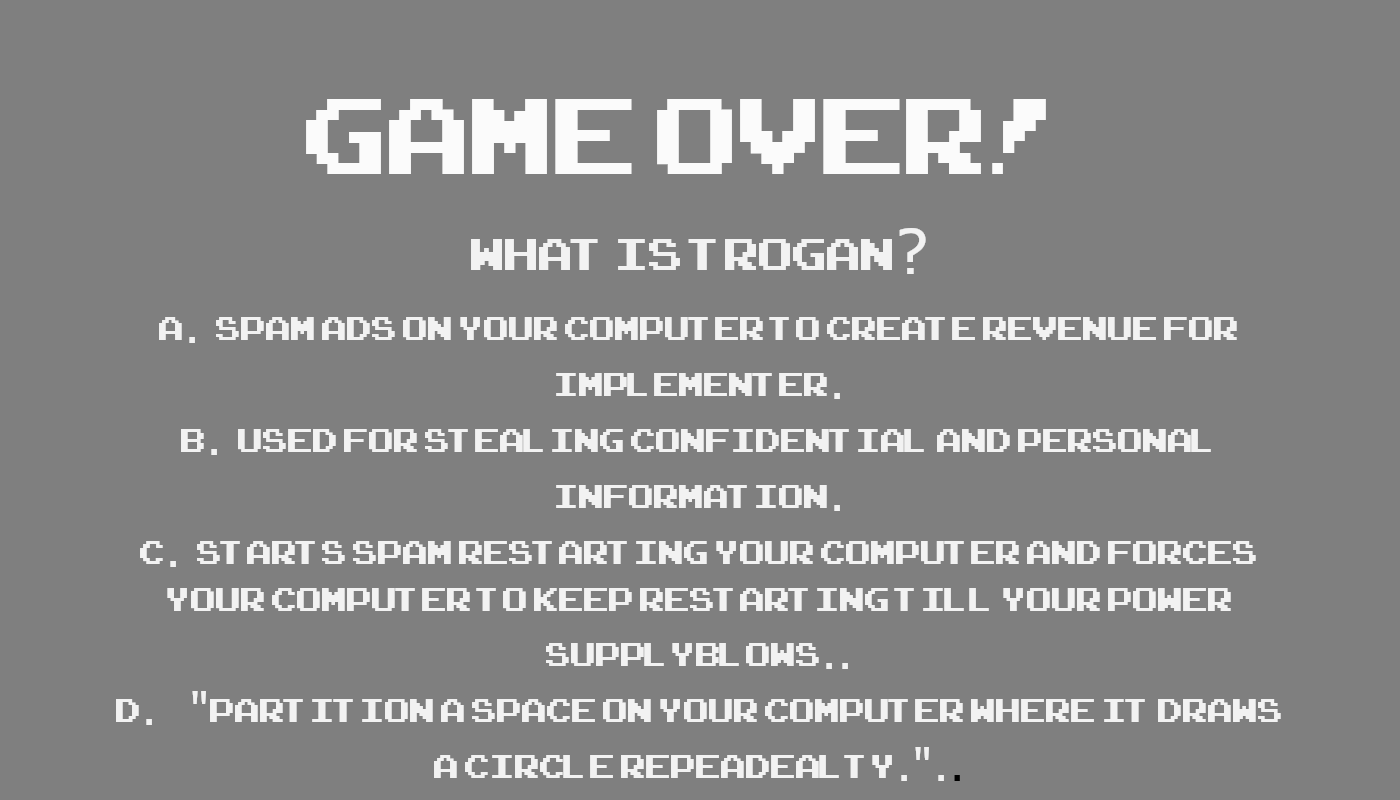 GAME OVER!
WHAT IS TROGAN?
A. SPAM ADS ON YOUR COMPUTER TO CREATE REVENUE FOR
IMPLEMENTER.
B. USED FOR STEALING CONFIDENTIAL AND PERSONAL
INFORMATION.
C. STARTS SPAM RESTARTING YOUR COMPUTER AND FORCES
YOUR COMPUTER TO KEEP RESTARTING TILL YOUR POWER
SUPPLYBLOWS..
D. "PARTITION A SPACE ON YOUR COMPUTER WHERE IT DRAWS
A CIRCLE REPEADEALTY."..